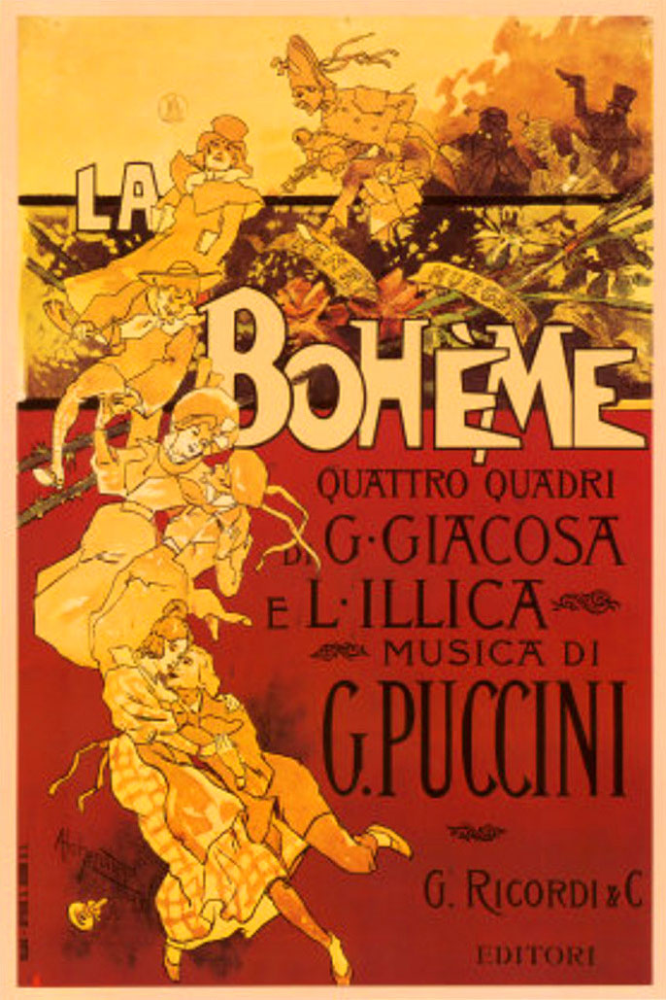 LA
BOHÈME
QUATTRO QUADRI
DI G·GIACOSA
E L·ILLICA
MUSICA DI
G. PUCCINI
G. RICORDI & C
EDITORI